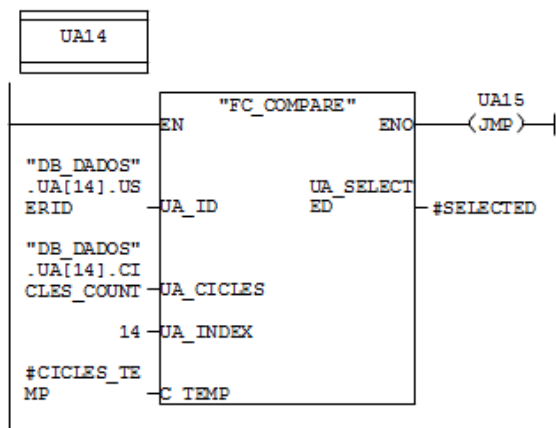 UA14
"FC_COMPARE"
UA15
EN
ENO
(JMP)
"DB_DADOS"
.UA[14].US
ERID
UA_ID
UA_SELECT
ED
#SELECTED
"DB_DADOS"
.UA[14].CI
CLES_COUNT
UA_CICLES
14
UA_INDEX
#CICLES_TE
MP
C_TEMP